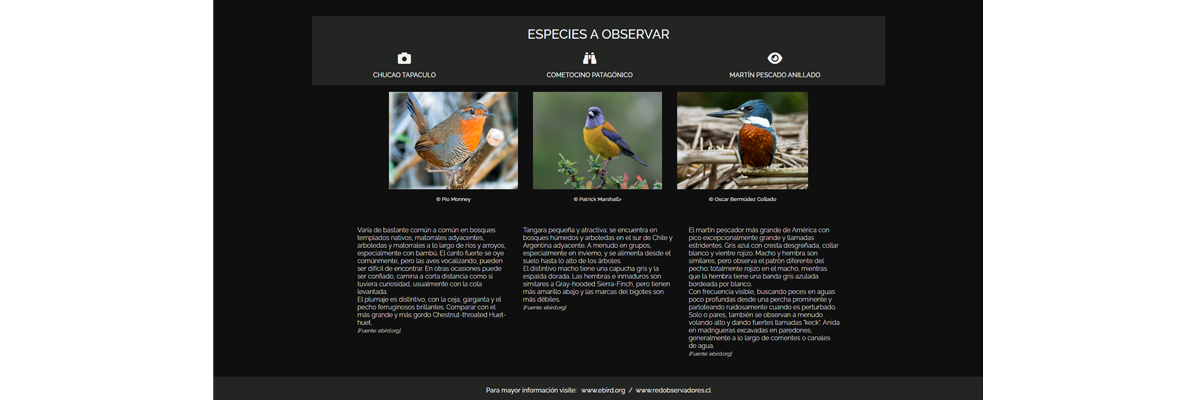 ESPECIES A OBSERVAR
CHUCAO TAPACULO
COMETOCINO PATAGÓNICO
MARTÍN PESCADO ANILLADO
© Pio Monney
© Patrick Marshall>
© Oscar Bermúdez Collado
Varía de bastante común a común en bosques
templados nativos, matorrales adyacentes,
arboledas y matorrales a lo largo de ríos y arroyos,
especialmente con bambú. El canto fuerte se oye
comúnmente, pero las aves vocalizando, pueden
ser difícil de encontrar. En otras ocasiones puede
ser confiado, camina a corta distancia como si
tuviera curiosidad, usualmente con la cola
levantada.
El plumaje es distintivo, con la ceja, garganta y el
pecho ferruginosos brillantes. Comparar con el
más grande y más gordo Chestnut-throated Huet-
huet.
[Fuente: ebird.org]
Tangara pequeña y atractiva; se encuentra en
bosques húmedos y arboledas en el sur de Chile y
Argentina adyacente. A menudo en grupos,
especialmente en invierno, y se alimenta desde el
suelo hasta lo alto de los árboles.
El distintivo macho tiene una capucha gris y la
espalda dorada. Las hembras e inmaduros son
similares a Gray-hooded Sierra-Finch, pero tienen
más amarillo abajo y las marcas del bigotes son
más débiles.
[Fuente: ebird.org]
El martín pescador más grande de América con
pico excepcionalmente grande y llamadas
estridentes. Gris azul con cresta desgreñada, collar
blanco y vientre rojizo. Macho y hembra son
similares, pero observa el patrón diferente del
pecho: totalmente rojizo en el macho, mientras
que la hembra tiene una banda gris azulada
bordeada por blanco.
Con frecuencia visible, buscando peces en aguas
poco profundas desde una percha prominente y
parloteando ruidosamente cuando es perturbado.
Solo o pares, también se observan a menudo
volando alto y dando fuertes llamadas "keck". Anida
en madrigueras excavadas en paredones,
generalmente a lo largo de corrientes o canales
de agua.
[Fuente: ebird.org]
Para mayor información visite: www.ebird.org / www.redobservadores.cl